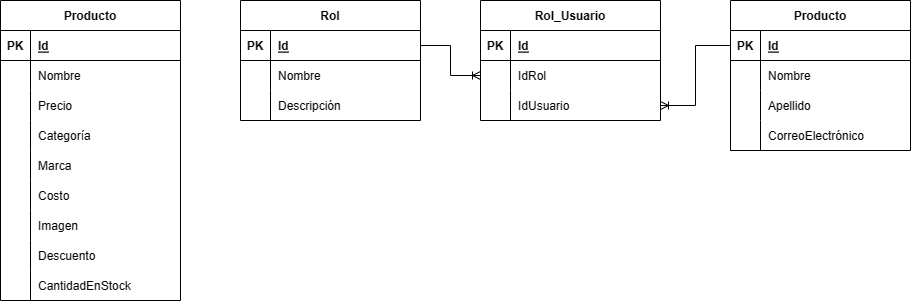 Producto
PK Id
Nombre
Precio
Categoría
Marca
Costo
Imagen
Descuento
CantidadEnStock
Rol
PK Id
Nombre
Descripción
Rol_Usuario
PK Id
IdRol
IdUsuario
Producto
PK Id
Nombre
Apellido
CorreoElectrónico